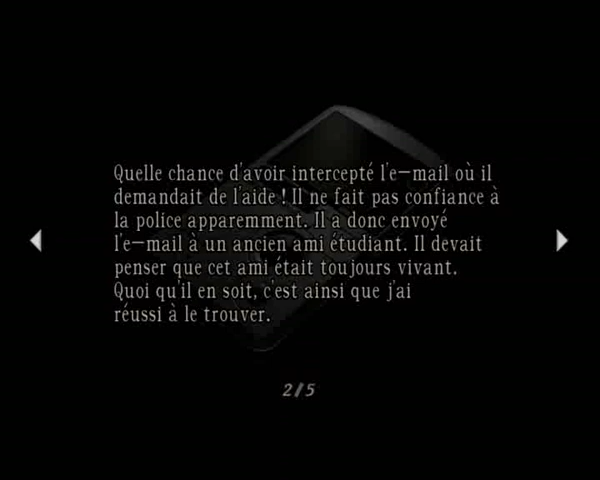 Quelle chance d'avoir intercepté l'e-mail où il
demandait de l'aide ! Il ne fait pas confiance à
la police apparemment. Il a donc envoyé
l'e-mail à un ancien ami étudiant. Il devait
penser que cet ami était toujours vivant.
Quoi qu'il en soit, c'est ainsi que j'ai
réussi à le trouver.
2/5